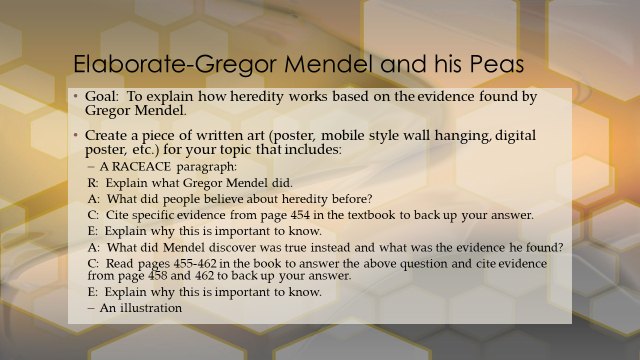 Elaborate-Gregor Mendel and his Peas
• Goal: To explain how heredity works based on the evidence found by
Gregor Mendel.
• Create a piece of written art (poster, mobile style wall hanging, digital
poster, etc.) for your topic that includes:
– A RACEACE paragraph:
R: Explain what Gregor Mendel did.
A: What did people believe about heredity before?
C: Cite specific evidence from page 454 in the textbook to back up your answer.
E: Explain why this is important to know.
A: What did Mendel discover was true instead and what was the evidence he found?
C: Read pages 455-462 in the book to answer the above question and cite evidence
from page 458 and 462 to back up your answer.
E: Explain why this is important to know.
– An illustration